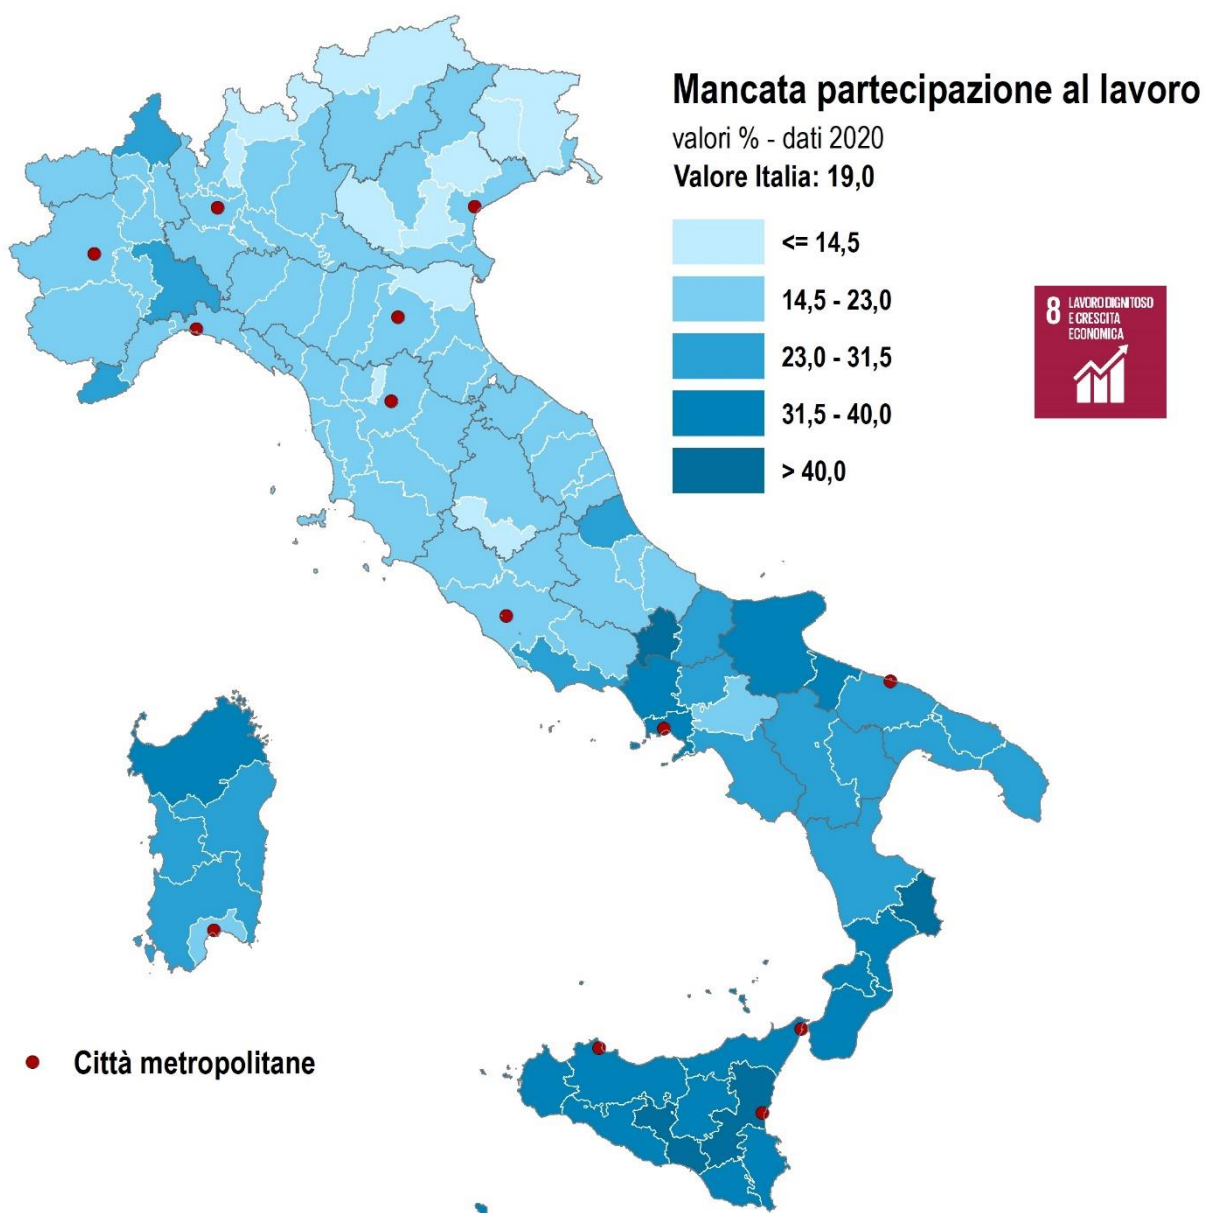 Mancata partecipazione al lavoro
valori % - dati 2020
Valore Italia: 19,0
<= 14,5
14,5 - 23,0
23,0 - 31,5
31,5 - 40,0
> 40,0
8 LAVORO DIGNITOSO
E CRESCITA
ECONOMICA
Città metropolitane